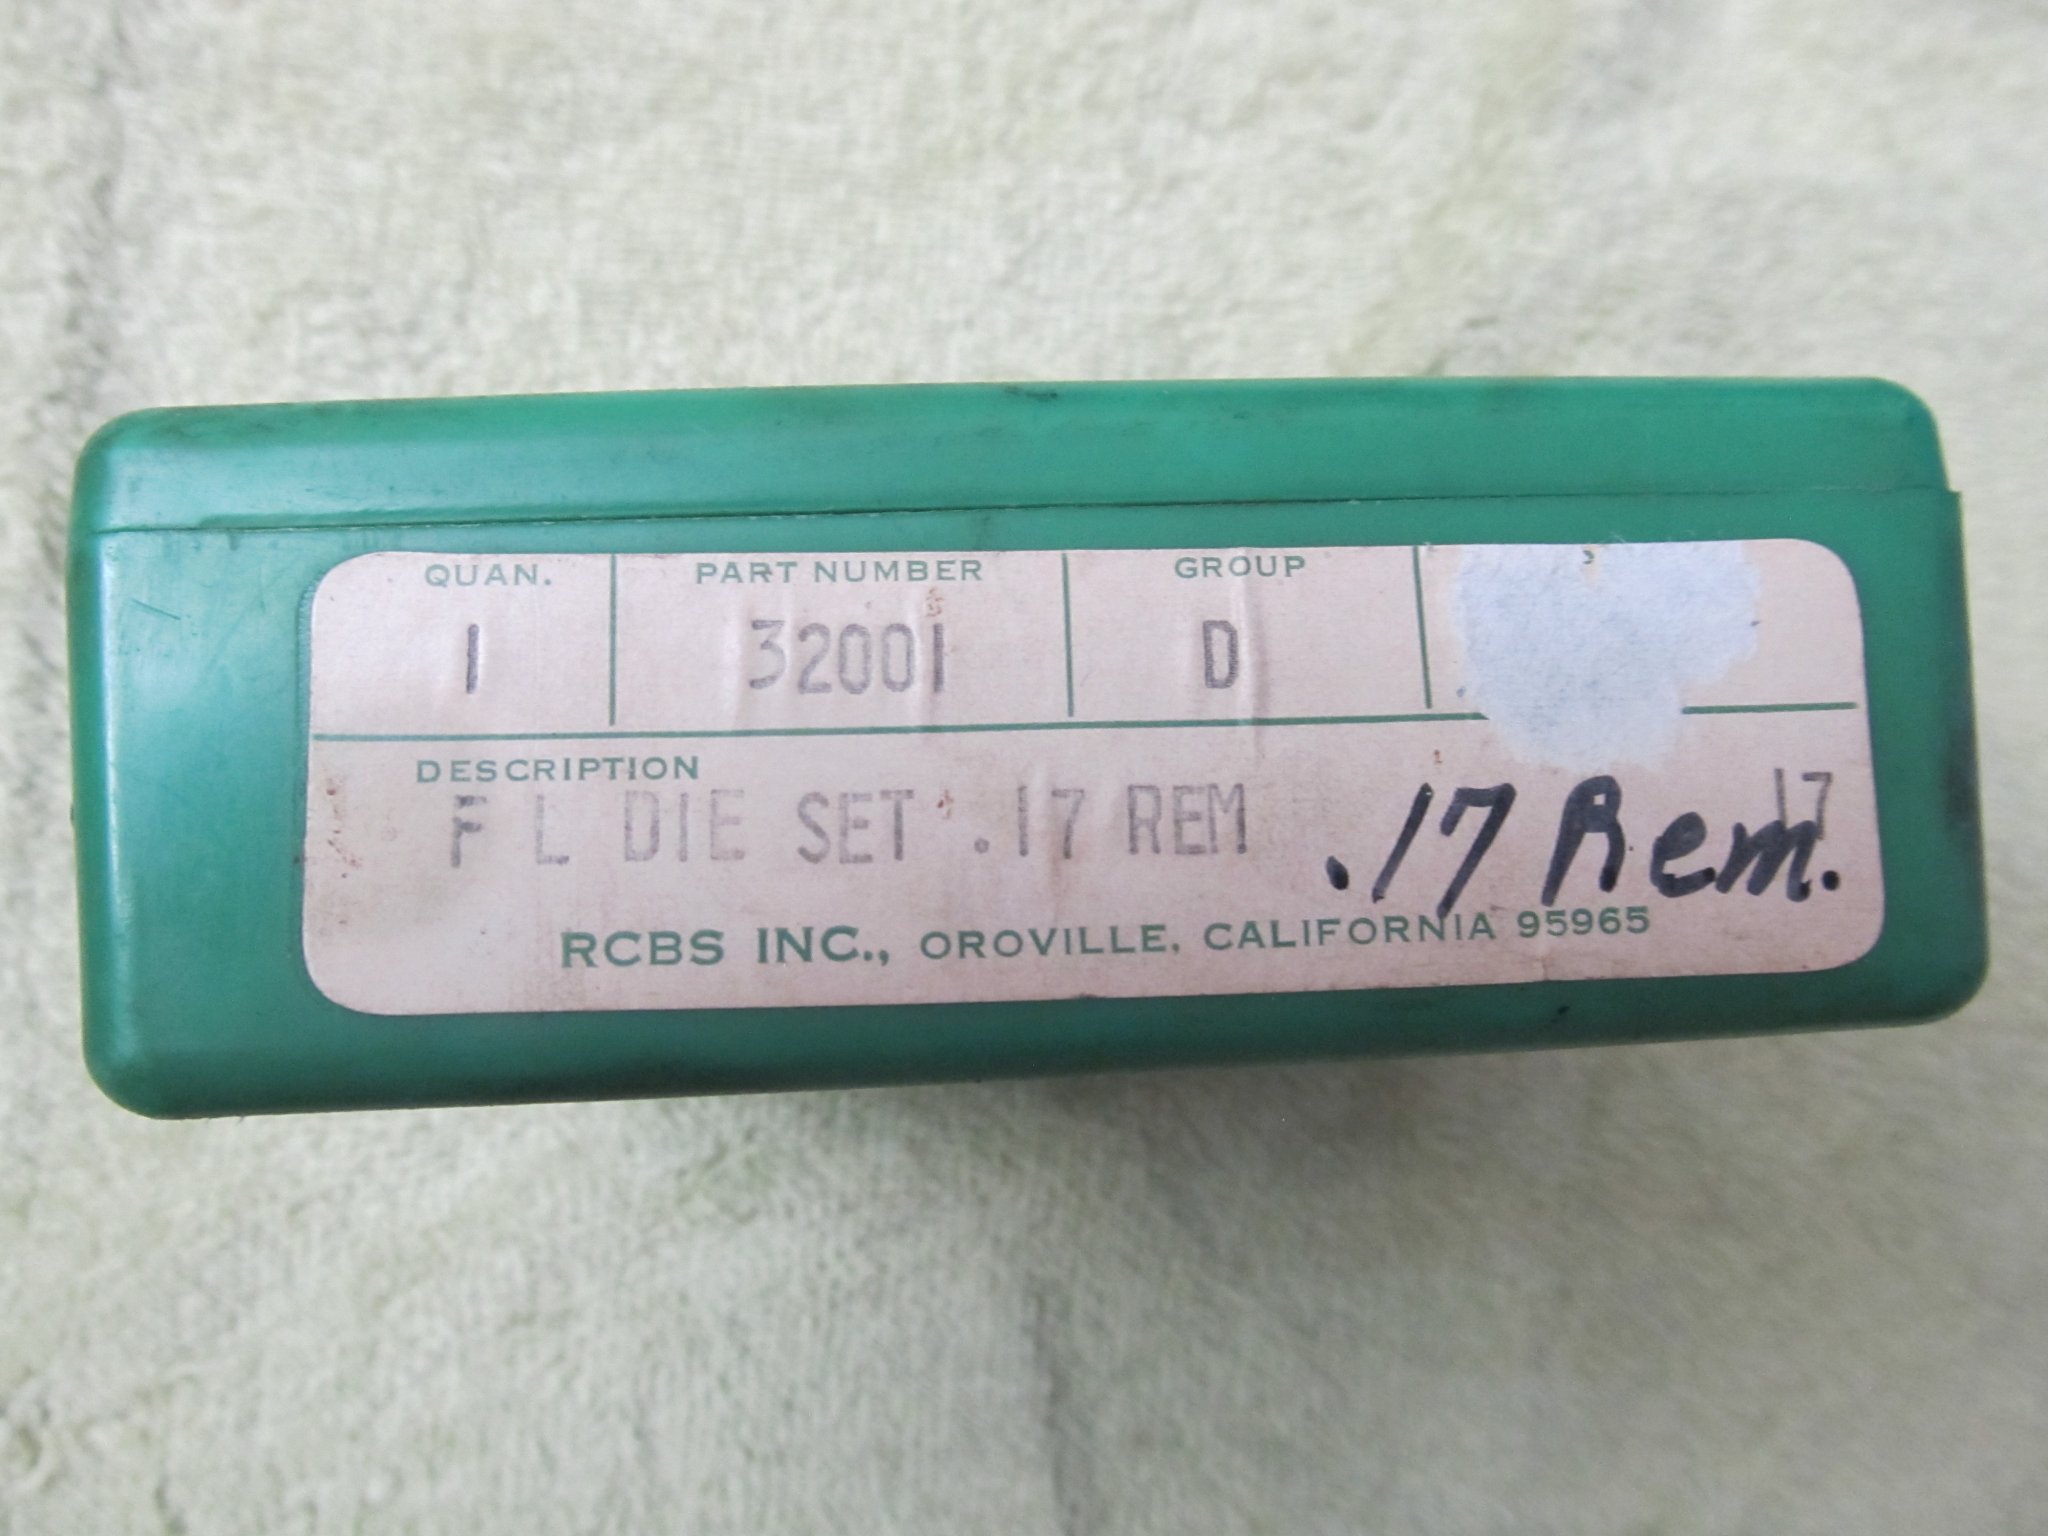 QUAN. PART NUMBER GROUP
1 32001 D
DESCRIPTION
F L DIE SET .17 REM 17
.17 Rem.
RCBS INC., OROVILLE, CALIFORNIA 95965